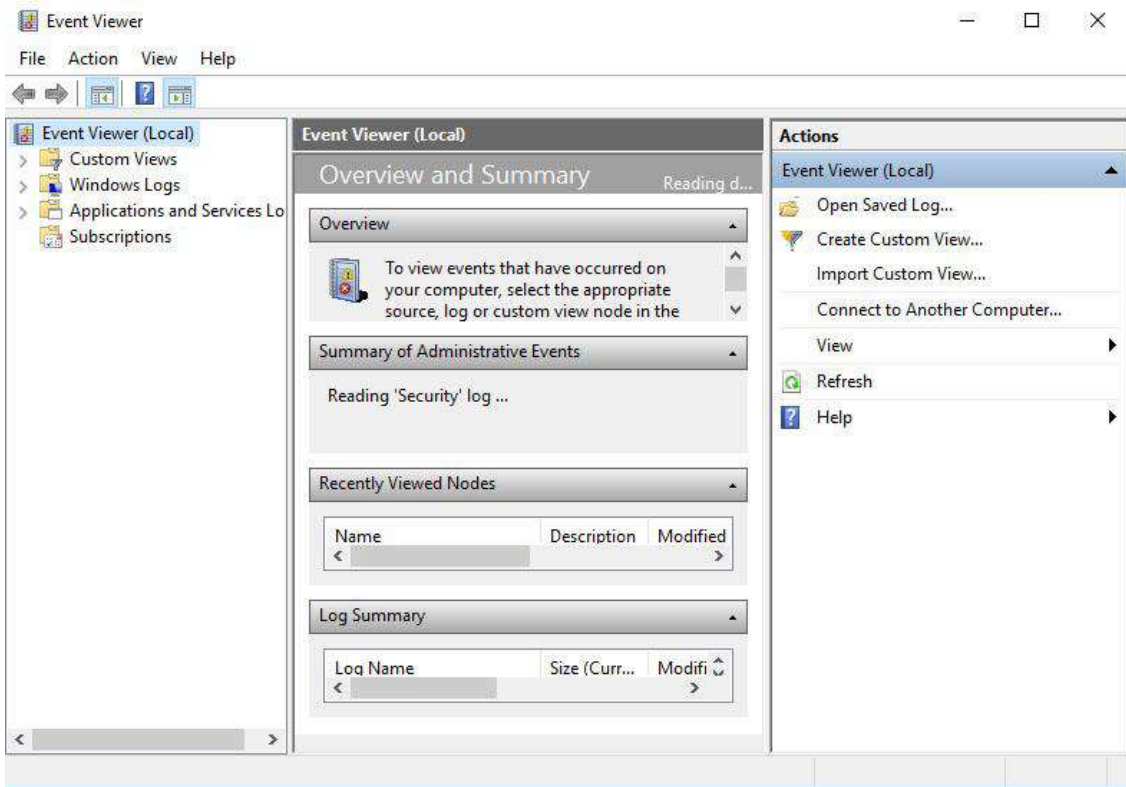 Event Viewer
File Action View Help
Event Viewer (Local)
Custom Views
Windows Logs
Applications and Services Lo
Subscriptions
Event Viewer (Local)
Overview and Summary Reading d...
Overview
To view events that have occurred on
your computer, select the appropriate
source, log or custom view node in the
Summary of Administrative Events
Reading 'Security' log ...
Recently Viewed Nodes
Name Description Modified
Log Summary
Log Name Size (Curr... Modifi
Actions
Event Viewer (Local)
Open Saved Log...
Create Custom View...
Import Custom View...
Connect to Another Computer...
View
Refresh
Help